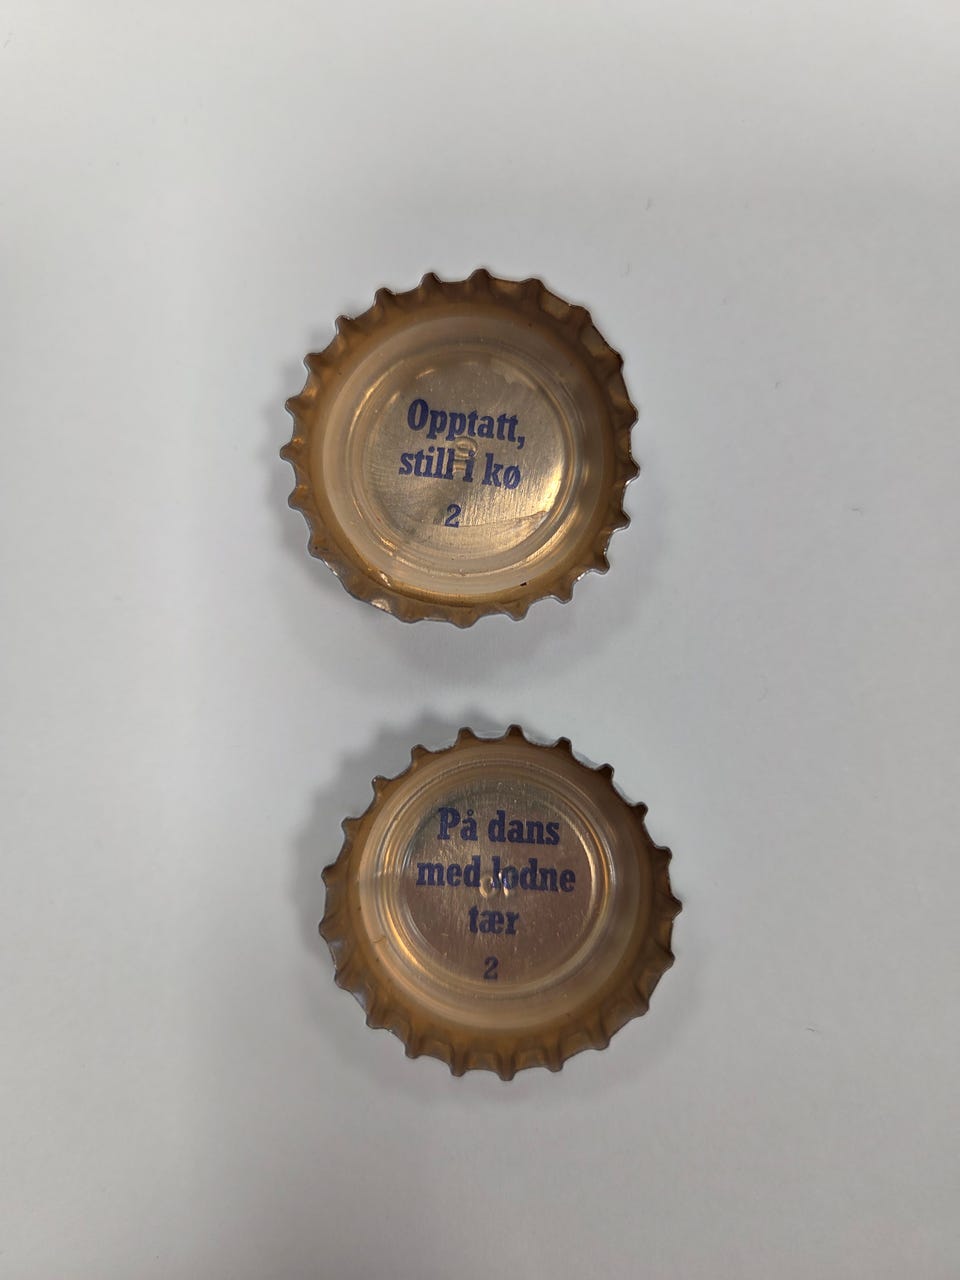 Opptatt,
still i kø
2
På dans
med lodne
tær
2